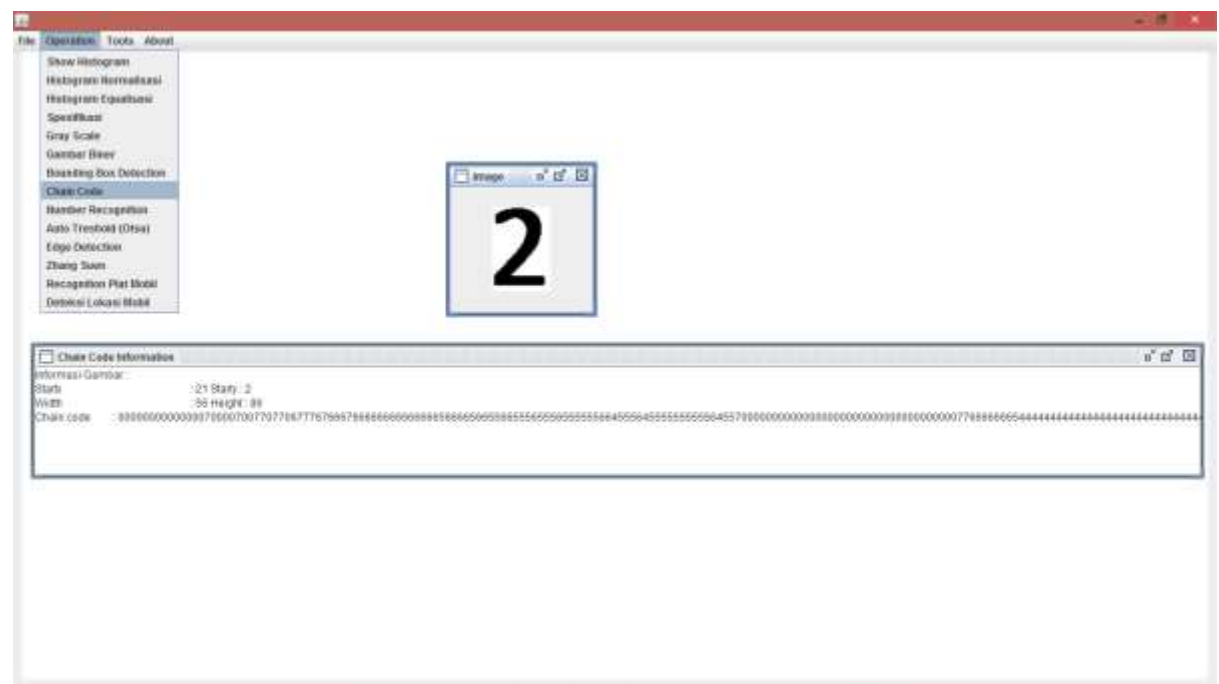 File Operation Tools About
Show Histogram
Histogram Normalisasi
Histogram Equalisasi
Spesifikasi
Gray Scale
Gambar Biner
Bounding Box Detection
Chain Code
Number Recognition
Auto Treshold (Otsu)
Edge Detection
Zhang Suen
Recognition Plat Mobil
Deteksi Lokasi Mobil
Image
2
Chain Code Information
Informasi Gambar :
Startx : 21 Starty : 2
Width Height
Chain code :